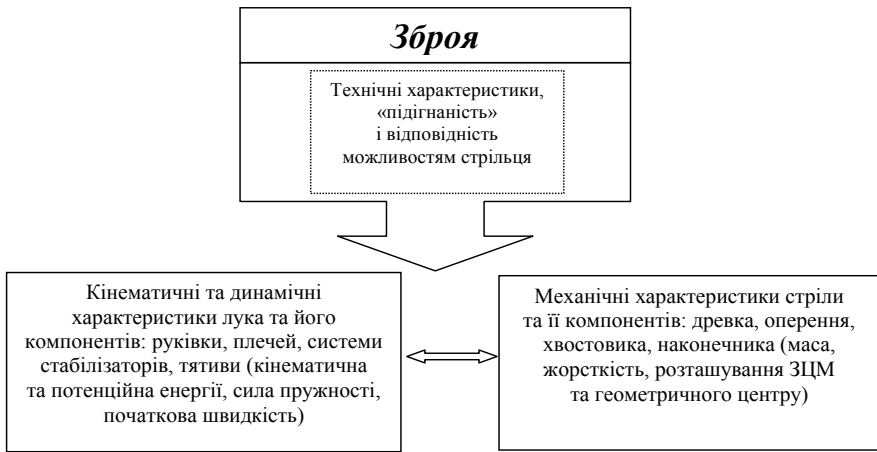 Зброя
Технічні характеристики,
«підігнаність»
і відповідність
можливостям стрільця
Кінематичні та динамічні
характеристики лука та його
компонентів: руківки, плечей, системи
стабілізаторів, тятиви (кінематична
та потенційна енергії, сила пружності,
початкова швидкість)
Механічні характеристики стріли
та її компонентів: древка, оперення,
хвостовика, наконечника (маса,
жорсткість, розташування ЗЦМ
та геометричного центру)